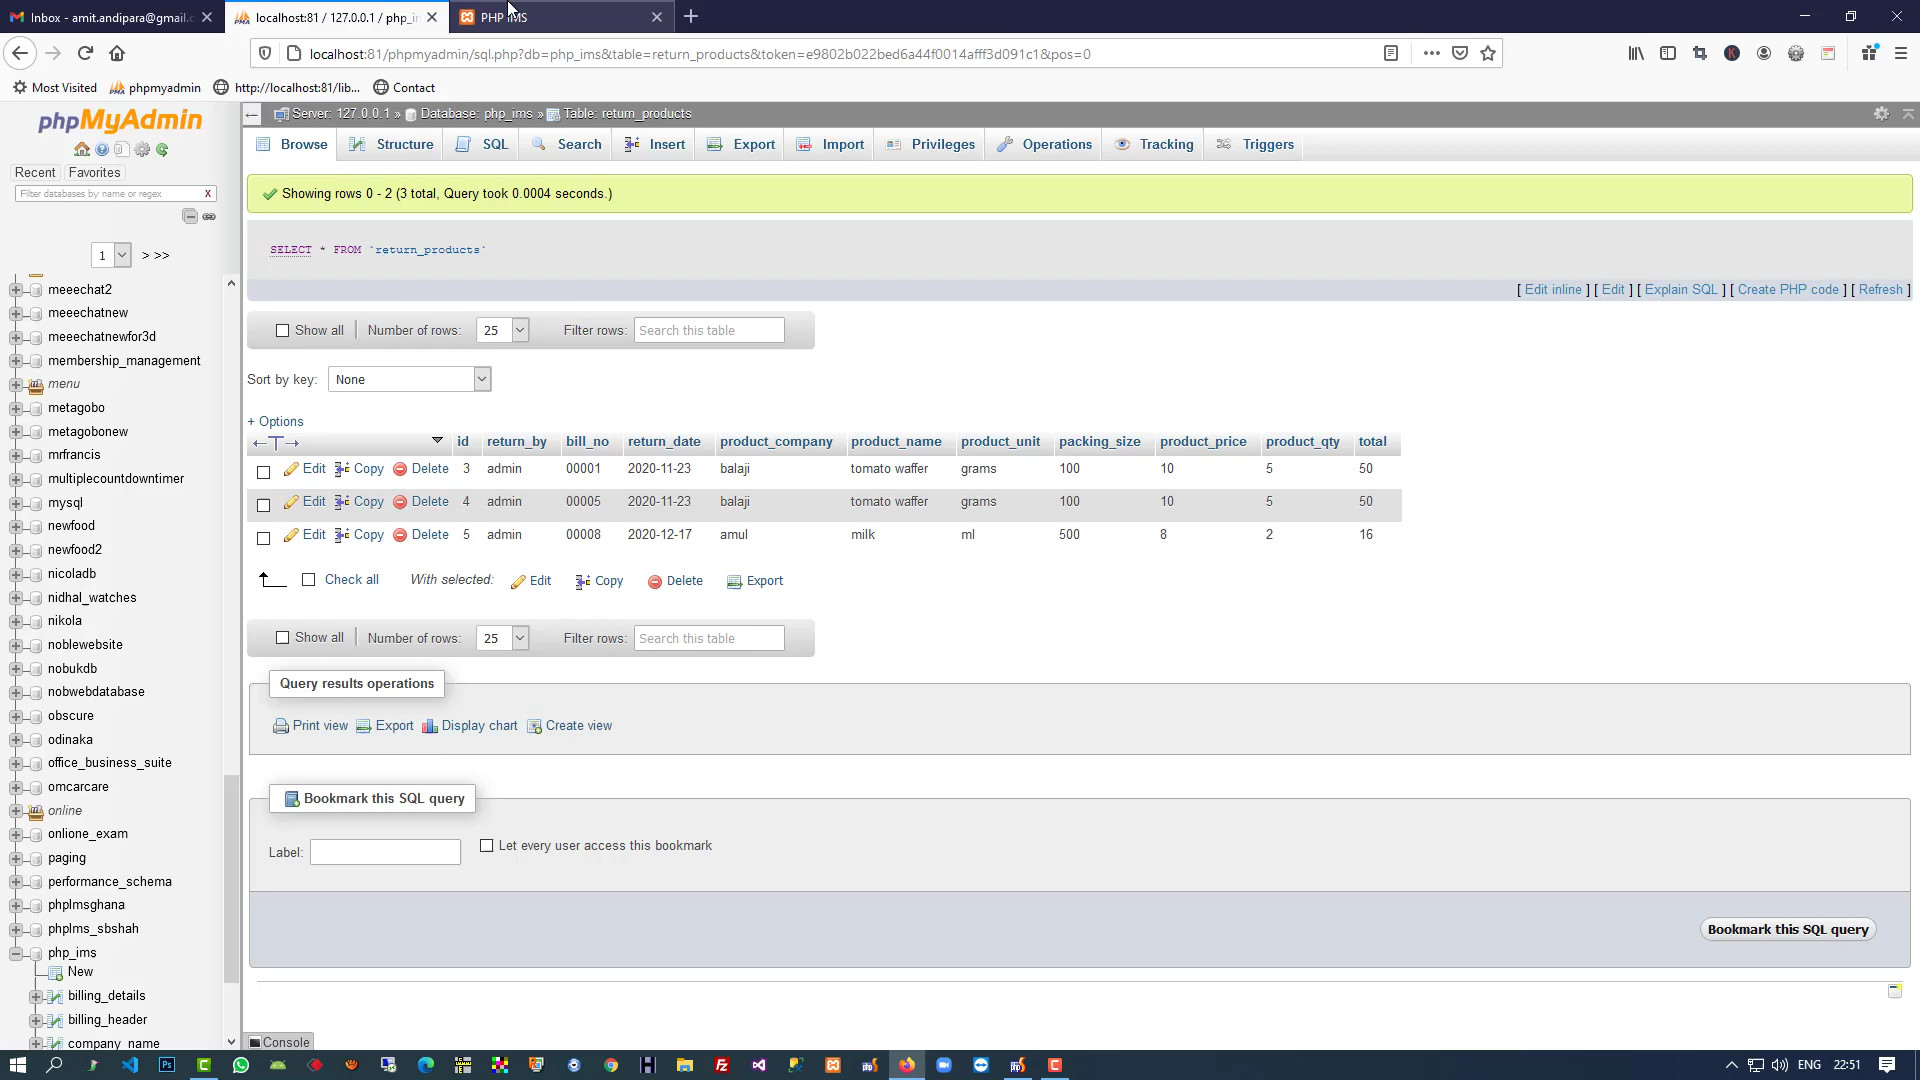 Inbox - amit.andipara@gmail.c
localhost:81 / 127.0.0.1 / php_in
PHP IMS
localhost:81/phpmyadmin/sql.php?db=php_ims&table=return_products&token=e9802b022bed6a44f0014afff3d091c1&pos=0
Most Visited
phpmyadmin
http://localhost:81/lib...
Contact
phpMyAdmin
Server: 127.0.0.1 » Database: php_ims » Table: return_products
Browse Structure SQL Search Insert Export Import Privileges Operations Tracking Triggers
Recent Favorites
Filter databases by name or regex X
Showing rows 0 - 2 (3 total, Query took 0.0004 seconds.)
SELECT * FROM `return_products`
1 > >>
[ Edit inline ] [ Edit ] [ Explain SQL ] [ Create PHP code ] [ Refresh ]
Show all Number of rows: 25 Filter rows: Search this table
Sort by key: None
+ Options
←T→ id return_by bill_no return_date product_company product_name product_unit packing_size product_price product_qty total
Edit Copy Delete 3 admin 00001 2020-11-23 balaji tomato waffer grams 100 10 5 50
Edit Copy Delete 4 admin 00005 2020-11-23 balaji tomato waffer grams 100 10 5 50
Edit Copy Delete 5 admin 00008 2020-12-17 amul milk ml 500 8 2 16
Check all With selected: Edit Copy Delete Export
Show all Number of rows: 25 Filter rows: Search this table
Query results operations
Print view Export Display chart Create view
Bookmark this SQL query
Label: Let every user access this bookmark
Bookmark this SQL query
Console
meeechat2
meeechatnew
meeechatnewfor3d
membership_management
menu
metagobo
metagobonew
mrfrancis
multiplecountdowntimer
mysql
newfood
newfood2
nicoladb
nidhal_watches
nikola
noblewebsite
nobukdb
nobwebdatabase
obscure
odinaka
office_business_suite
omcarcare
online
onlione_exam
paging
performance_schema
phplmsghana
phplms_sbshah
php_ims
New
billing_details
billing_header
company_name
ENG 22:51